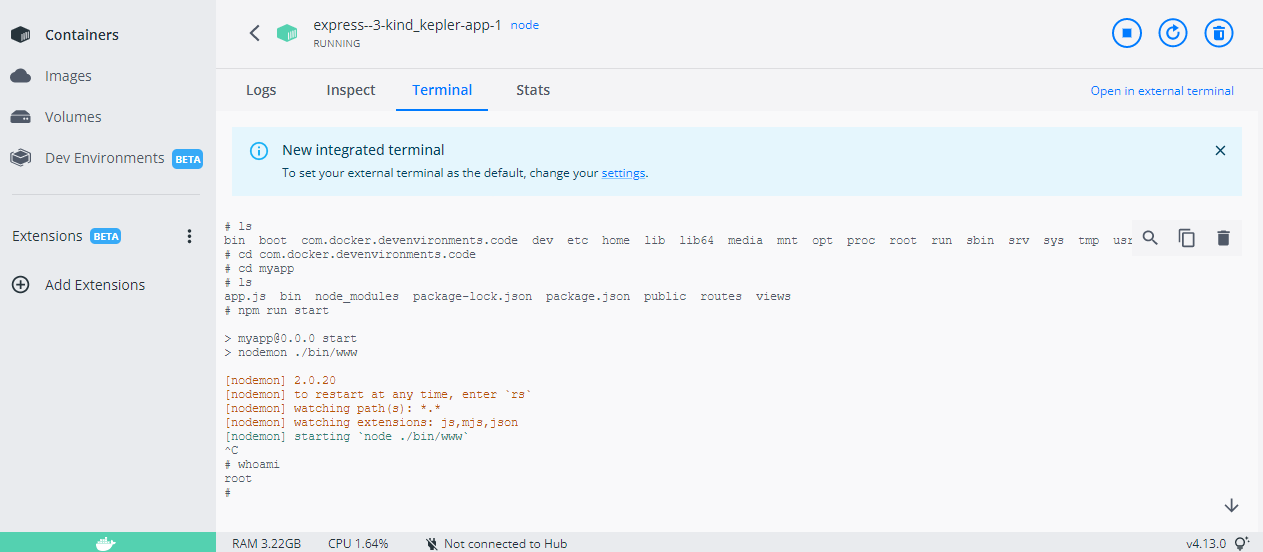 Containers
Images
Volumes
Dev Environments BETA
Extensions BETA
Add Extensions
express--3-kind_kepler-app-1 node
RUNNING
Logs Inspect Terminal Stats Open in external terminal
New integrated terminal
To set your external terminal as the default, change your settings.
# ls
bin boot com.docker.devenvironments.code dev etc home lib lib64 media mnt opt proc root run sbin srv sys tmp usr
# cd com.docker.devenvironments.code
# cd myapp
# ls
app.js bin node_modules package-lock.json package.json public routes views
# npm run start
> myapp@0.0.0 start
> nodemon ./bin/www
[nodemon] 2.0.20
[nodemon] to restart at any time, enter `rs`
[nodemon] watching path(s): *.*
[nodemon] watching extensions: js,mjs,json
[nodemon] starting `node ./bin/www`
^C
# whoami
root
#
RAM 3.22GB CPU 1.64% Not connected to Hub v4.13.0